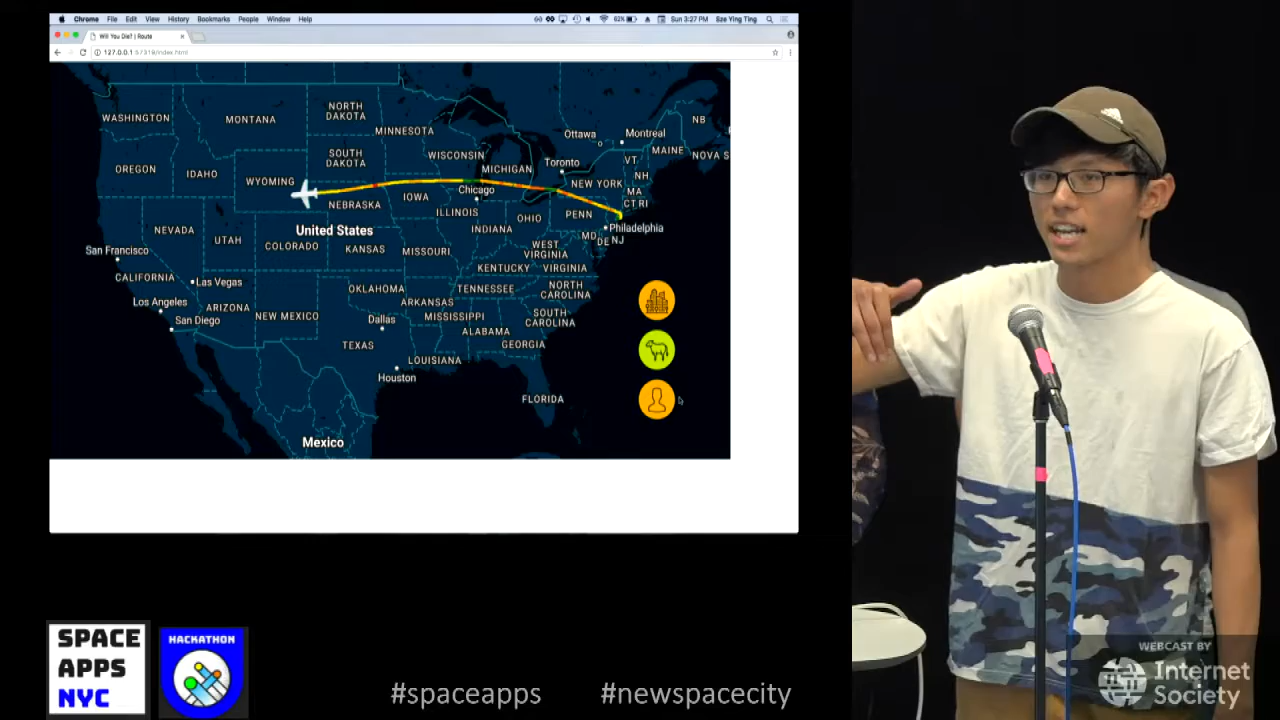 Chrome File Edit View History Bookmarks People Window Help
62% Sun 3:27 PM Sze Ying Ting
Will You Die? | Route
127.0.0.1:57319/index.html
WASHINGTON
MONTANA
NORTH
DAKOTA
MINNESOTA
Ottawa
Montreal
NB
MAINE
NOVA S
OREGON
IDAHO
SOUTH
DAKOTA
WISCONSIN
MICHIGAN
Toronto
VT.
NH
WYOMING
NEW YORK
MA
CT RI
NEBRASKA
IOWA
Chicago
ILLINOIS
OHIO
PENN
Philadelphia
NEVADA
United States
INDIANA
MD
DE NJ
San Francisco
UTAH
COLORADO
KANSAS
MISSOURI
WEST
VIRGINIA
KENTUCKY
VIRGINIA
CALIFORNIA
Las Vegas
OKLAHOMA
TENNESSEE
NORTH
CAROLINA
Los Angeles
ARIZONA
NEW MEXICO
ARKANSAS
MISSISSIPPI
SOUTH
CAROLINA
San Diego
Dallas
ALABAMA
TEXAS
GEORGIA
LOUISIANA
Houston
FLORIDA
Mexico
SPACE
APPS
NYC
HACKATHON
#spaceapps #newspacecity
WEBCAST BY
Internet
Society